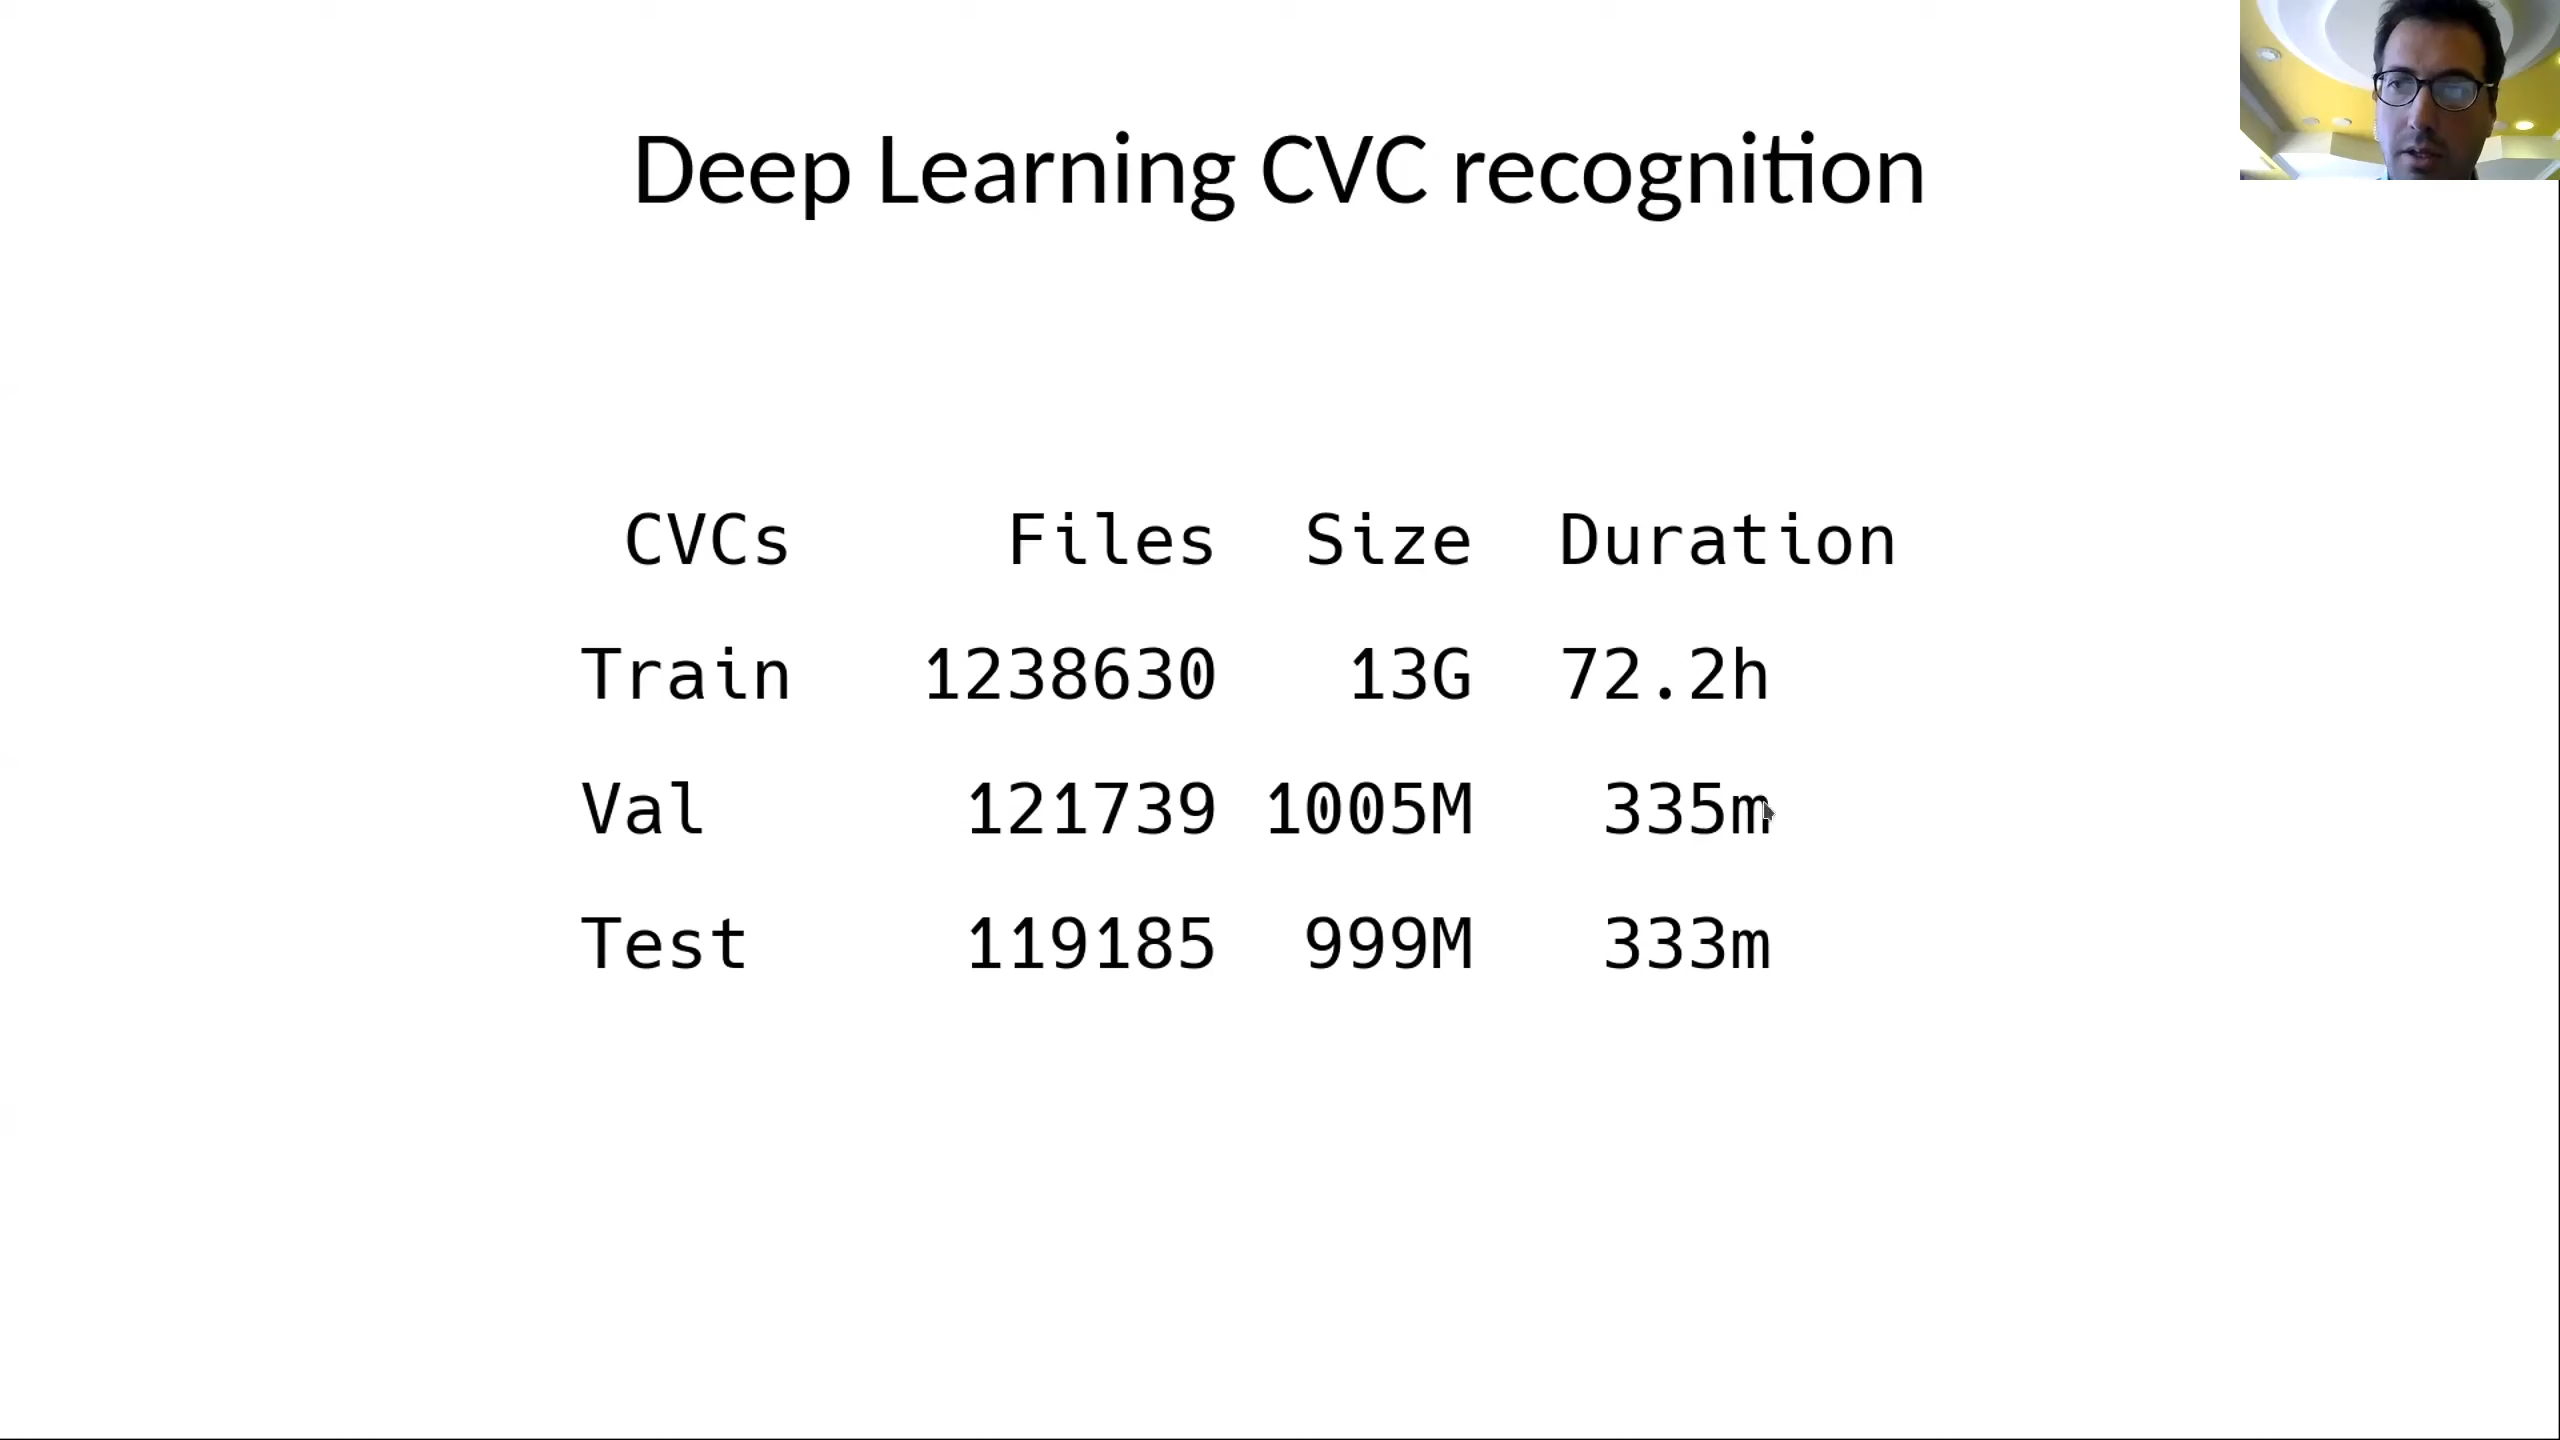 Deep Learning CVC recognition
CVCs Files Size Duration
Train 1238630 13G 72.2h
Val 121739 1005M 335m
Test 119185 999M 333m